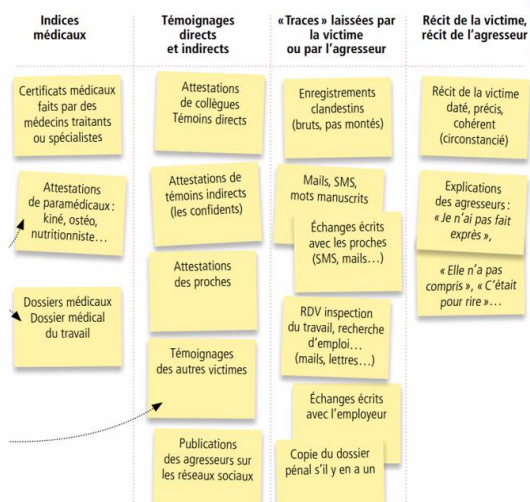 Indices
médicaux
Certificats médicaux
faits par des
médecins traitants
ou spécialistes
Attestations
de paramédicaux :
kiné, ostéo,
nutritionniste…
Dossiers médicaux
Dossier médical
du travail
Témoignages
directs
et indirects
Attestations
de collègues
Témoins directs
Attestations de
témoins indirects
(les confidents)
Attestations
des proches
Témoignages
des autres victimes
Publications
des agresseurs sur
les réseaux sociaux
« Traces » laissées par
la victime
ou par l’agresseur
Enregistrements
clandestins
(bruts, pas montés)
Mails, SMS,
mots manuscrits
Échanges écrits
avec les proches
(SMS, mails…)
RDV inspection
du travail, recherche
d’emploi…
(mails, lettres…)
Échanges écrits
avec l’employeur
Copie du dossier
pénal s’il y en a un
Récit de la victime,
récit de l’agresseur
Récit de la victime
daté, précis,
cohérent
(circonstancié)
Explications
des agresseurs :
« Je n’ai pas fait
exprès »,
« Elle n’a pas
compris », « C’était
pour rire »…